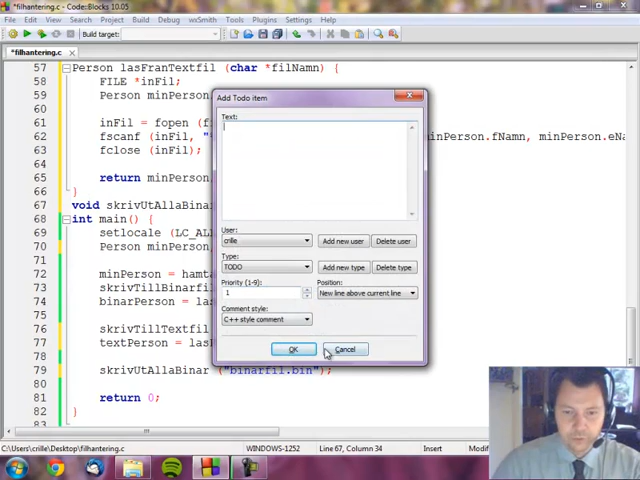 *filhantering.c - Code::Blocks 10.05
File Edit View Search Project Build Debug wxSmith Tools Plugins Settings Help
Build target:
*filhantering.c
57 Person lasFranTextfil (char *filNamn) {
58 FILE *inFil;
59 Person minPerson
60
61 inFil = fopen (f
62 fscanf (inFil, " minPerson.fNamn, minPerson.eNa
63 fclose (inFil);
64
65 return minPerson
66 }
67 void skrivUtAllaBina
68 int main() {
69 setlocale (LC_AL
70 Person minPerson,
71
72 minPerson = hamta
73 skrivTillBinarfi
74 binarPerson = l
75
76 skrivTillTextfil
77 textPerson = la
78
79 skrivUtAllaBinar ("binarfil.bin");
80
81 return 0;
82 }
83
Add Todo item
Text:
User:
crille
Add new user
Delete user
Type:
TODO
Add new type
Delete type
Priority (1-9):
Position:
1
New line above current line
Comment style:
C++ style comment
OK
Cancel
C:\Users\crille\Desktop\filhantering.c WINDOWS-1252 Line 67, Column 34 Insert Modif